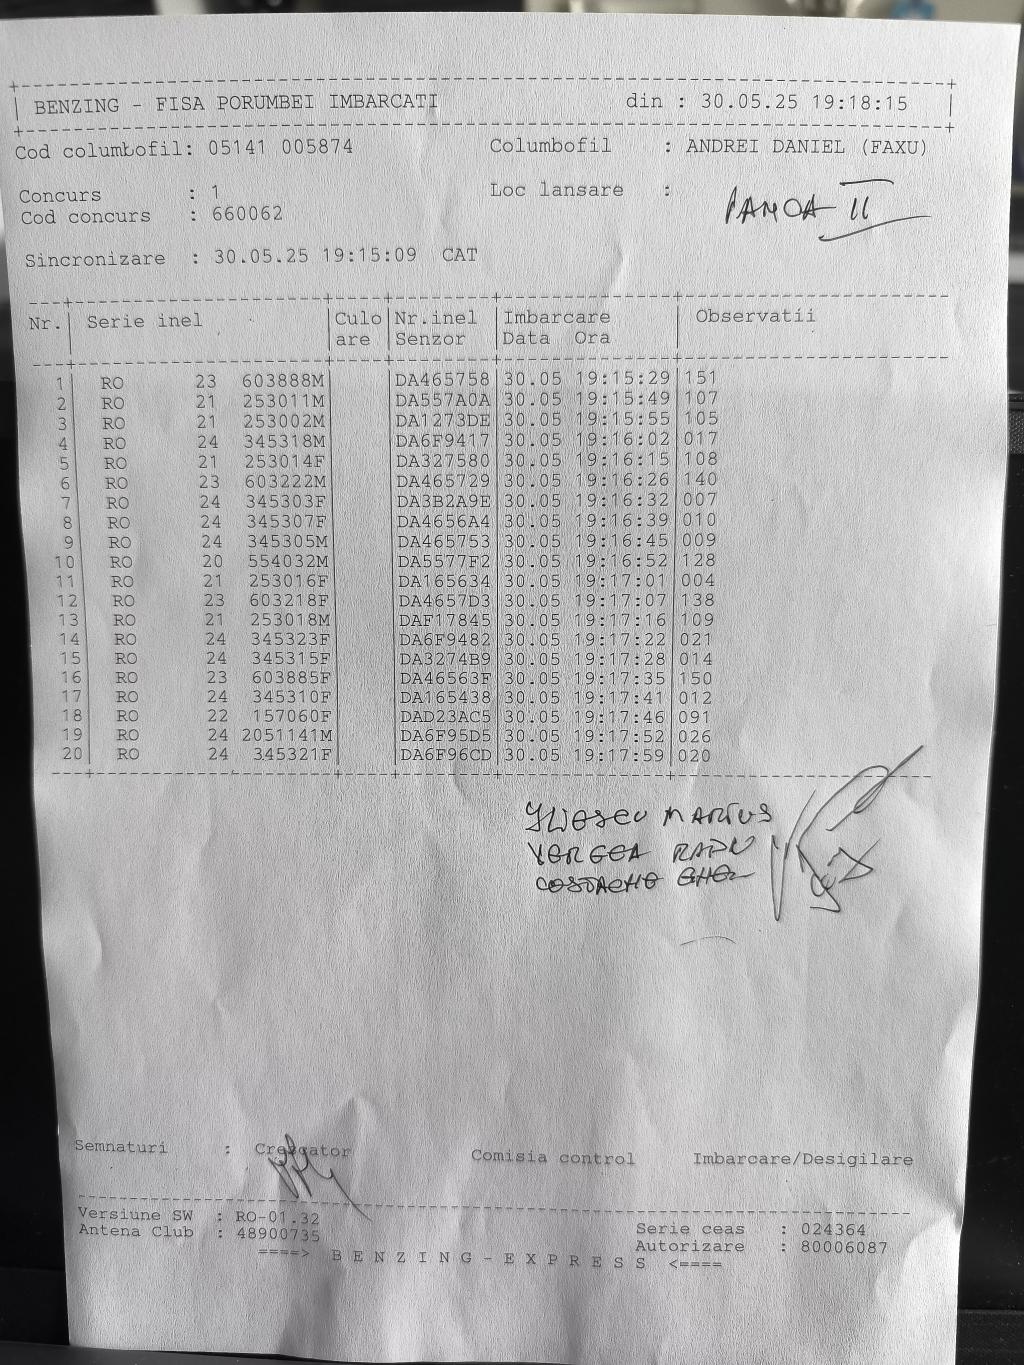 BENZING - FISA PORUMBEI IMBARCATI din : 30.05.25 19:18:15
Cod columbofil: 05141 005874 Columbofil : ANDREI DANIEL (FAXU)
Concurs : 1 Loc lansare :
Cod concurs : 660062 II
Sincronizare : 30.05.25 19:15:09 CAT
Nr. Serie inel Culo Nr.inel Imbarcare Observatii
are Senzor Data Ora
1 RO 23 603888M DA465758 30.05 19:15:29 151
2 RO 21 253011M DA557A0A 30.05 19:15:49 107
3 RO 21 253002M DA1273DE 30.05 19:15:55 105
4 RO 24 345318M DA6F9417 30.05 19:16:02 017
5 RO 21 253014F DA327580 30.05 19:16:15 108
6 RO 23 603222M DA465729 30.05 19:16:26 140
7 RO 24 345303F DA3B2A9E 30.05 19:16:32 007
8 RO 24 345307F DA4656A4 30.05 19:16:39 010
9 RO 24 345305M DA465753 30.05 19:16:45 009
10 RO 20 554032M DA5577F2 30.05 19:16:52 128
11 RO 21 253016F DA165634 30.05 19:17:01 004
12 RO 23 603218F DA4657D3 30.05 19:17:07 138
13 RO 21 253018M DAF17845 30.05 19:17:16 109
14 RO 24 345323F DA6F9482 30.05 19:17:22 021
15 RO 24 345315F DA3274B9 30.05 19:17:28 014
16 RO 23 603885F DA46563F 30.05 19:17:35 150
17 RO 24 345310F DA165438 30.05 19:17:41 012
18 RO 22 157060F DAD23AC5 30.05 19:17:46 091
19 RO 24 2051141M DA6F95D5 30.05 19:17:52 026
20 RO 24 345321F DA6F96CD 30.05 19:17:59 020
MARIUS
VERGEA RADU
COSTACHE
Semnaturi : Crescator Comisia control Imbarcare/Desigilare
Versiune SW : RO-01.32 Serie ceas : 024364
Antena Club : 48900735 Autorizare : 80006087
====> B E N Z I N G - E X P R E S S <====